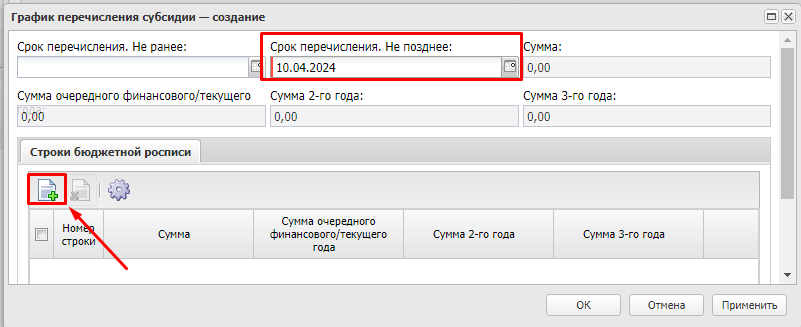 График перечисления субсидии — создание
Срок перечисления. Не ранее:
Срок перечисления. Не позднее:
Сумма:
10.04.2024
0,00
Сумма очередного финансового/текущего
года:
Сумма 2-го года:
Сумма 3-го года:
0,00
0,00
0,00
Строки бюджетной росписи
Номер
строки
Сумма
Сумма очередного
финансового/текущего
года
Сумма 2-го года
Сумма 3-го года
ОК
Отмена
Применить